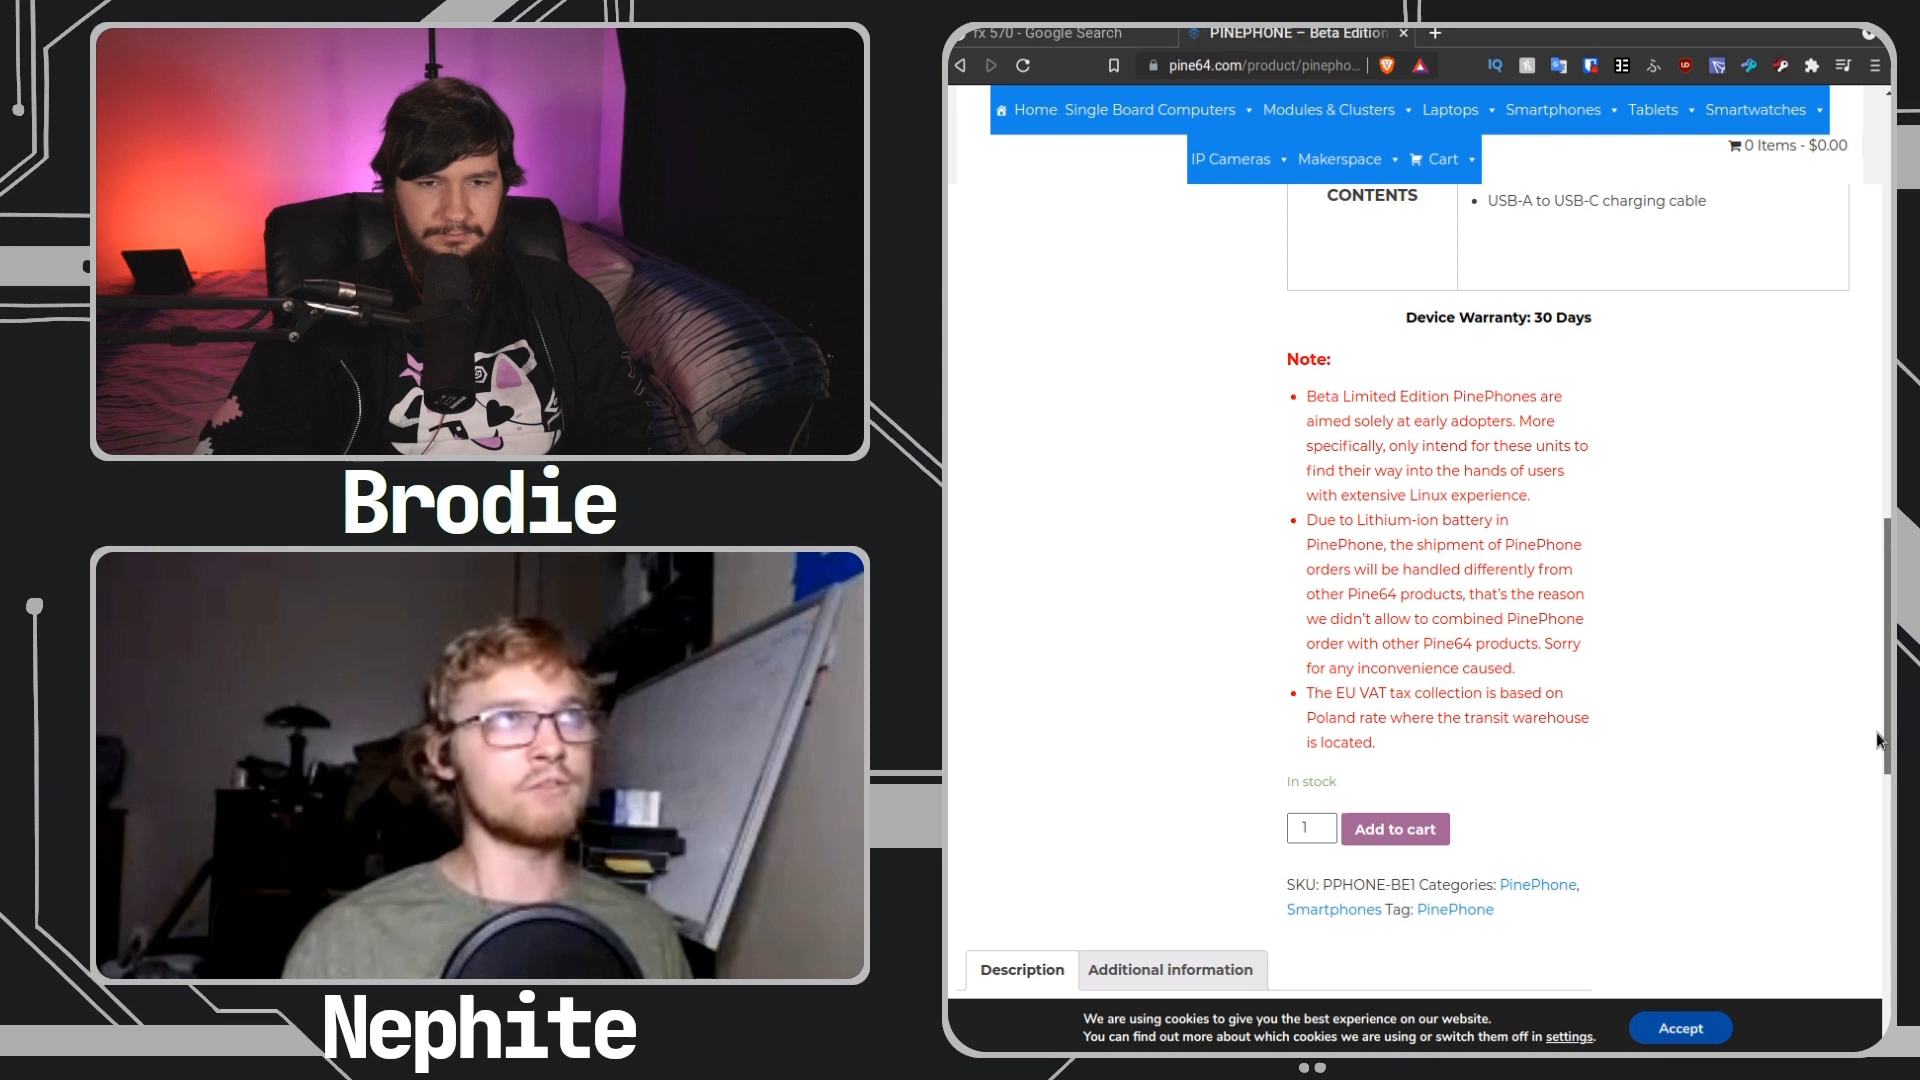 Brodie
Nephite
rx 570 - Google Search
PINEPHONE – Beta Edition
pine64.com/product/pinepho...
Home Single Board Computers Modules & Clusters Laptops Smartphones Tablets Smartwatches
IP Cameras Makerspace Cart
0 Items - $0.00
CONTENTS
USB-A to USB-C charging cable
Device Warranty: 30 Days
Note:
Beta Limited Edition PinePhones are
aimed solely at early adopters. More
specifically, only intend for these units to
find their way into the hands of users
with extensive Linux experience.
Due to Lithium-ion battery in
PinePhone, the shipment of PinePhone
orders will be handled differently from
other Pine64 products, that's the reason
we didn't allow to combined PinePhone
order with other Pine64 products. Sorry
for any inconvenience caused.
The EU VAT tax collection is based on
Poland rate where the transit warehouse
is located.
In stock
1
Add to cart
SKU: PPHONE-BE1 Categories: PinePhone,
Smartphones Tag: PinePhone
Description
Additional information
We are using cookies to give you the best experience on our website.
You can find out more about which cookies we are using or switch them off in settings.
Accept